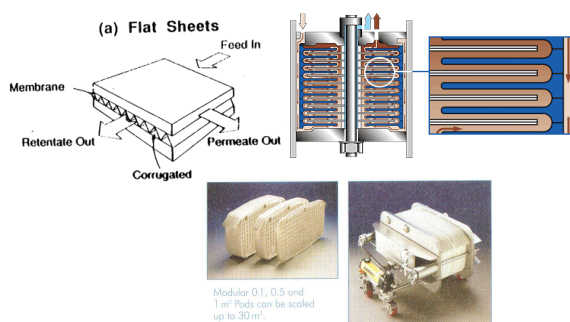 (a) Flat Sheets
Feed In
Membrane
Retentate Out
Permeate Out
Corrugated
Modular 0.1, 0.5 and
1 m² Pods can be scaled
up to 30 m².